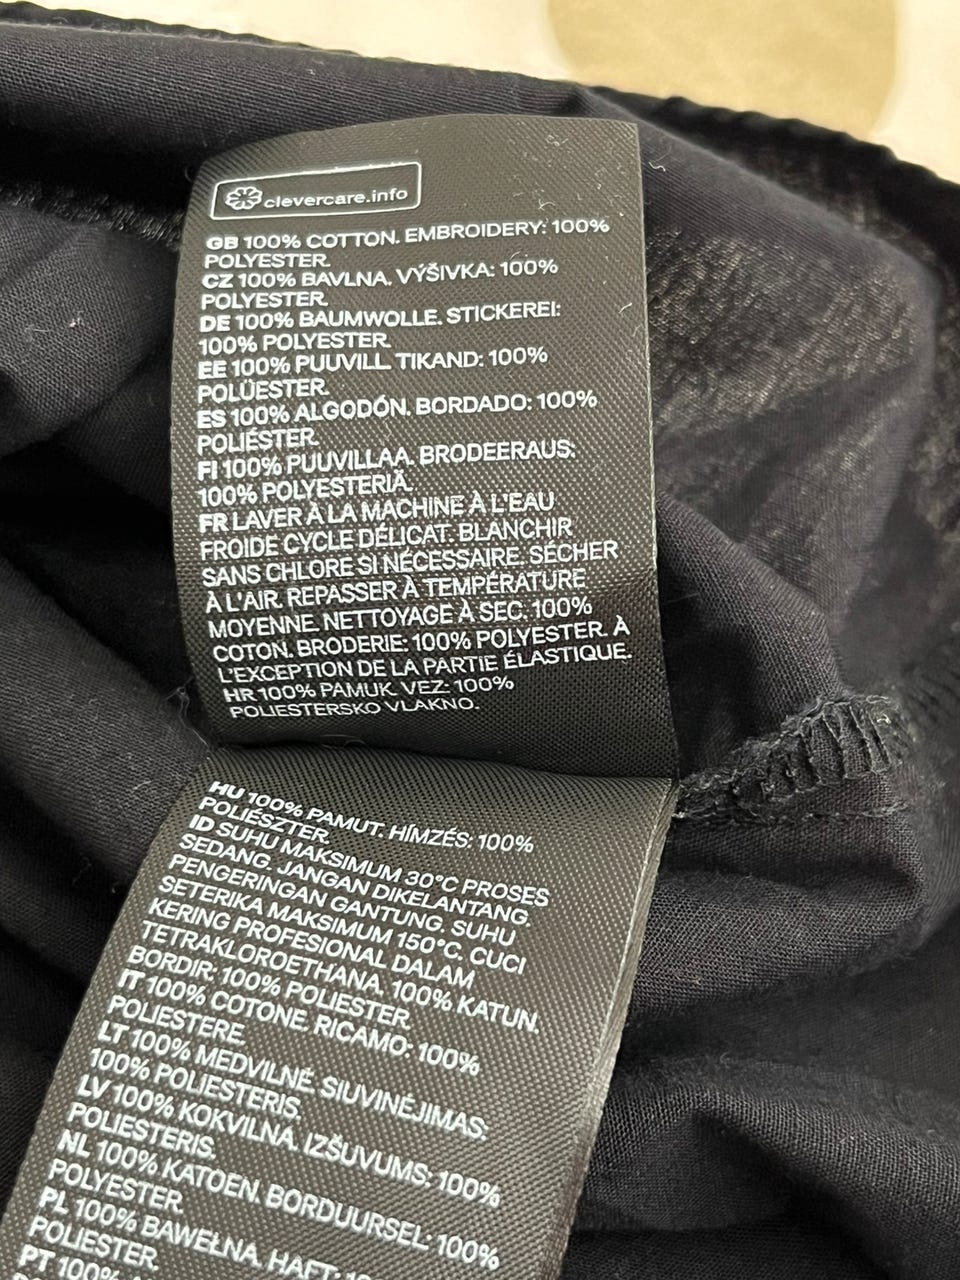 clevercare.info
GB 100% COTTON. EMBROIDERY: 100%
POLYESTER.
CZ 100% BAVLNA. VÝŠIVKA: 100%
POLYESTER.
DE 100% BAUMWOLLE. STICKEREI:
100% POLYESTER.
EE 100% PUUVILL. TIKAND: 100%
POLÜESTER.
ES 100% ALGODÓN. BORDADO: 100%
POLIÉSTER.
FI 100% PUUVILLAA. BRODEERAUS:
100% POLYESTERIÄ.
FR LAVER À LA MACHINE À L'EAU
FROIDE CYCLE DÉLICAT. BLANCHIR
SANS CHLORE SI NÉCESSAIRE. SÉCHER
À L'AIR. REPASSER À TEMPÉRATURE
MOYENNE. NETTOYAGE À SEC. 100%
COTON. BRODERIE: 100% POLYESTER. À
L'EXCEPTION DE LA PARTIE ÉLASTIQUE.
HR 100% PAMUK. VEZ: 100%
POLIESTERSKO VLAKNO.
HU 100% PAMUT. HÍMZÉS: 100%
POLIÉSZTER.
ID SUHU MAKSIMUM 30°C PROSES
SEDANG. JANGAN DIKELANTANG.
PENGERINGAN GANTUNG. SUHU
SETERIKA MAKSIMUM 150°C. CUCI
KERING PROFESIONAL DALAM
TETRAKLOROETHANA. 100% KATUN.
BORDIR: 100% POLIESTER.
IT 100% COTONE. RICAMO: 100%
POLIESTERE.
LT 100% MEDVILNĖ. SIUVINĖJIMAS:
100% POLIESTERIS.
LV 100% KOKVILNA. IZŠUVUMS: 100%
POLIESTERIS.
NL 100% KATOEN. BORDUURSEL: 100%
POLYESTER.
PL 100% BAWEŁNA. HAFT:
POLIESTER.
PT 100%